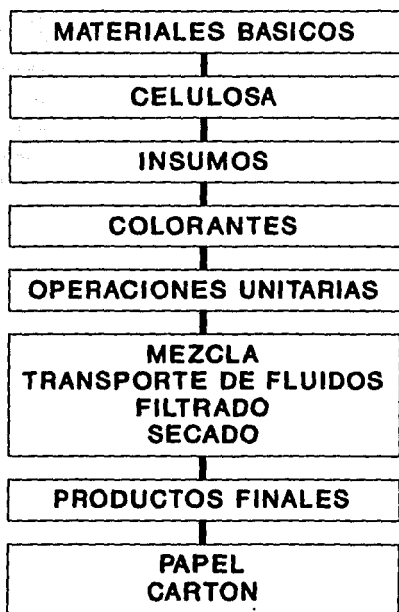 MATERIALES BASICOS
CELULOSA
INSUMOS
COLORANTES
OPERACIONES UNITARIAS
MEZCLA
TRANSPORTE DE FLUIDOS
FILTRADO
SECADO
PRODUCTOS FINALES
PAPEL
CARTON